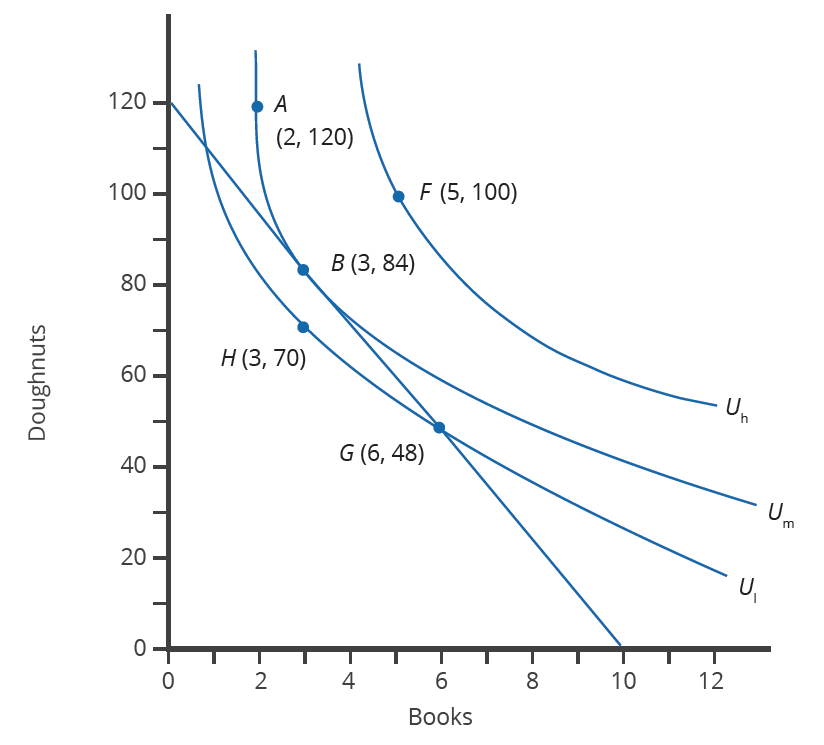 120
A
(2, 120)
100
F (5, 100)
B (3, 84)
80
H (3, 70)
60
Doughnuts
Uh
G (6, 48)
40
Um
20
Ul
0
0 2 4 6 8 10 12
Books